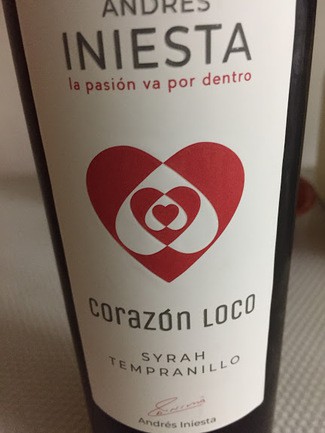 ANDRÉS
INIESTA
la pasión va por dentro
corazón loco
SYRAH
TEMPRANILLO
Andrés Iniesta